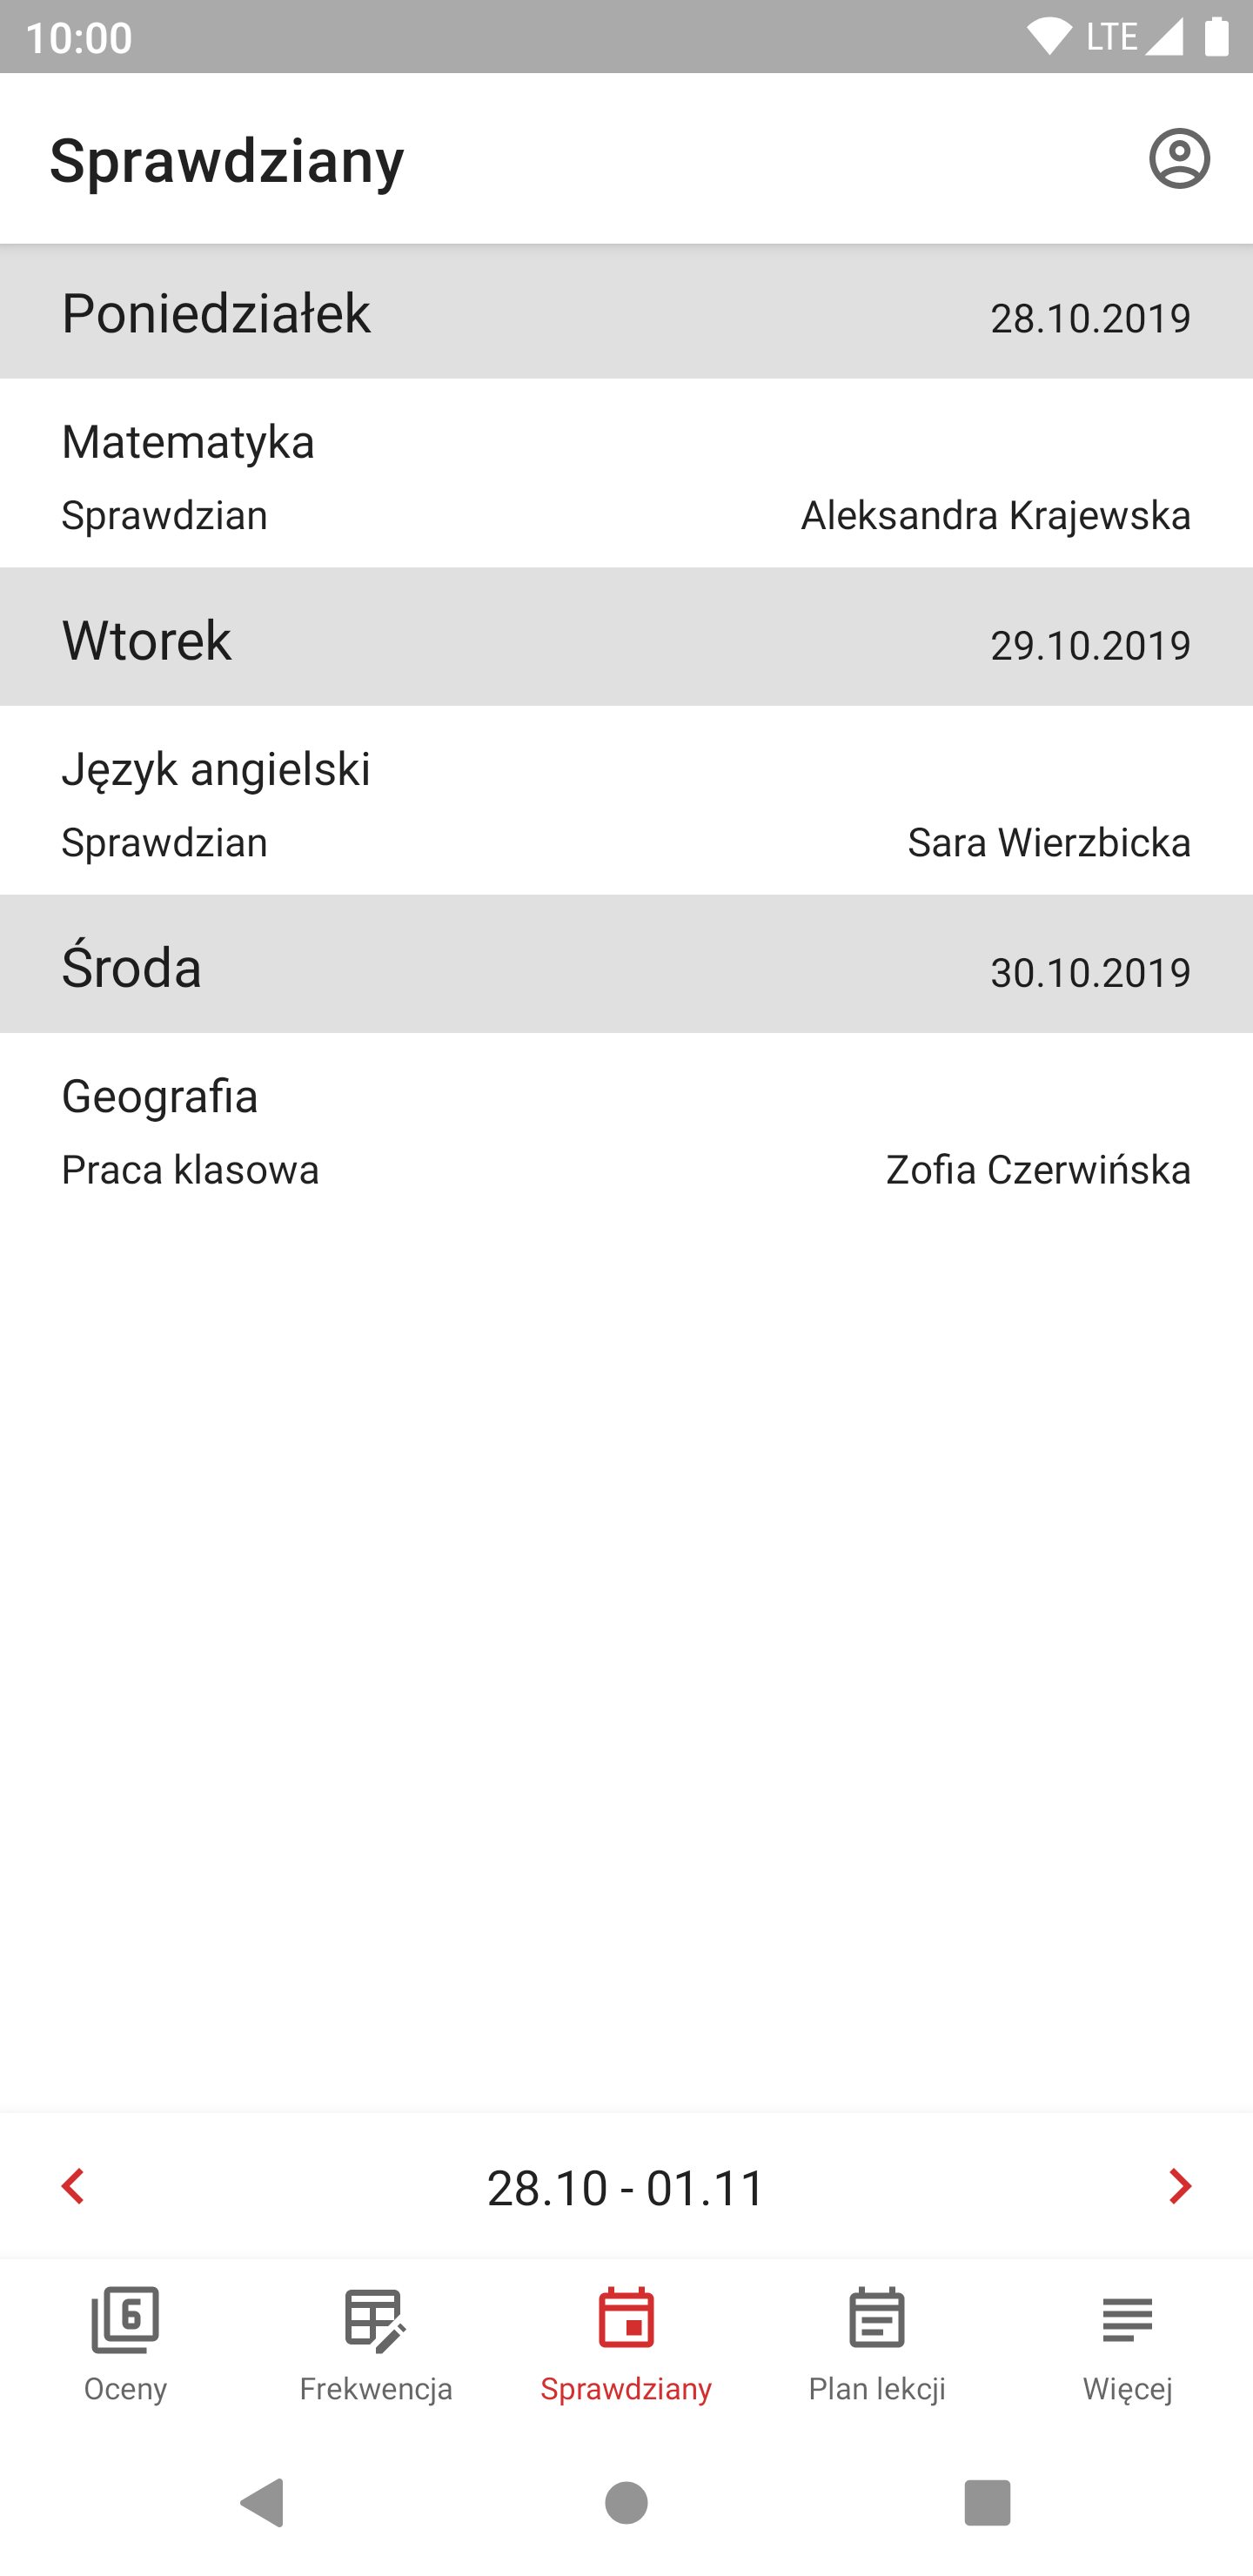 10:00 LTE
Sprawdziany
Poniedziałek 28.10.2019
Matematyka
Sprawdzian Aleksandra Krajewska
Wtorek 29.10.2019
Język angielski
Sprawdzian Sara Wierzbicka
Środa 30.10.2019
Geografia
Praca klasowa Zofia Czerwińska
28.10 - 01.11
6
Oceny Frekwencja Sprawdziany Plan lekcji Więcej